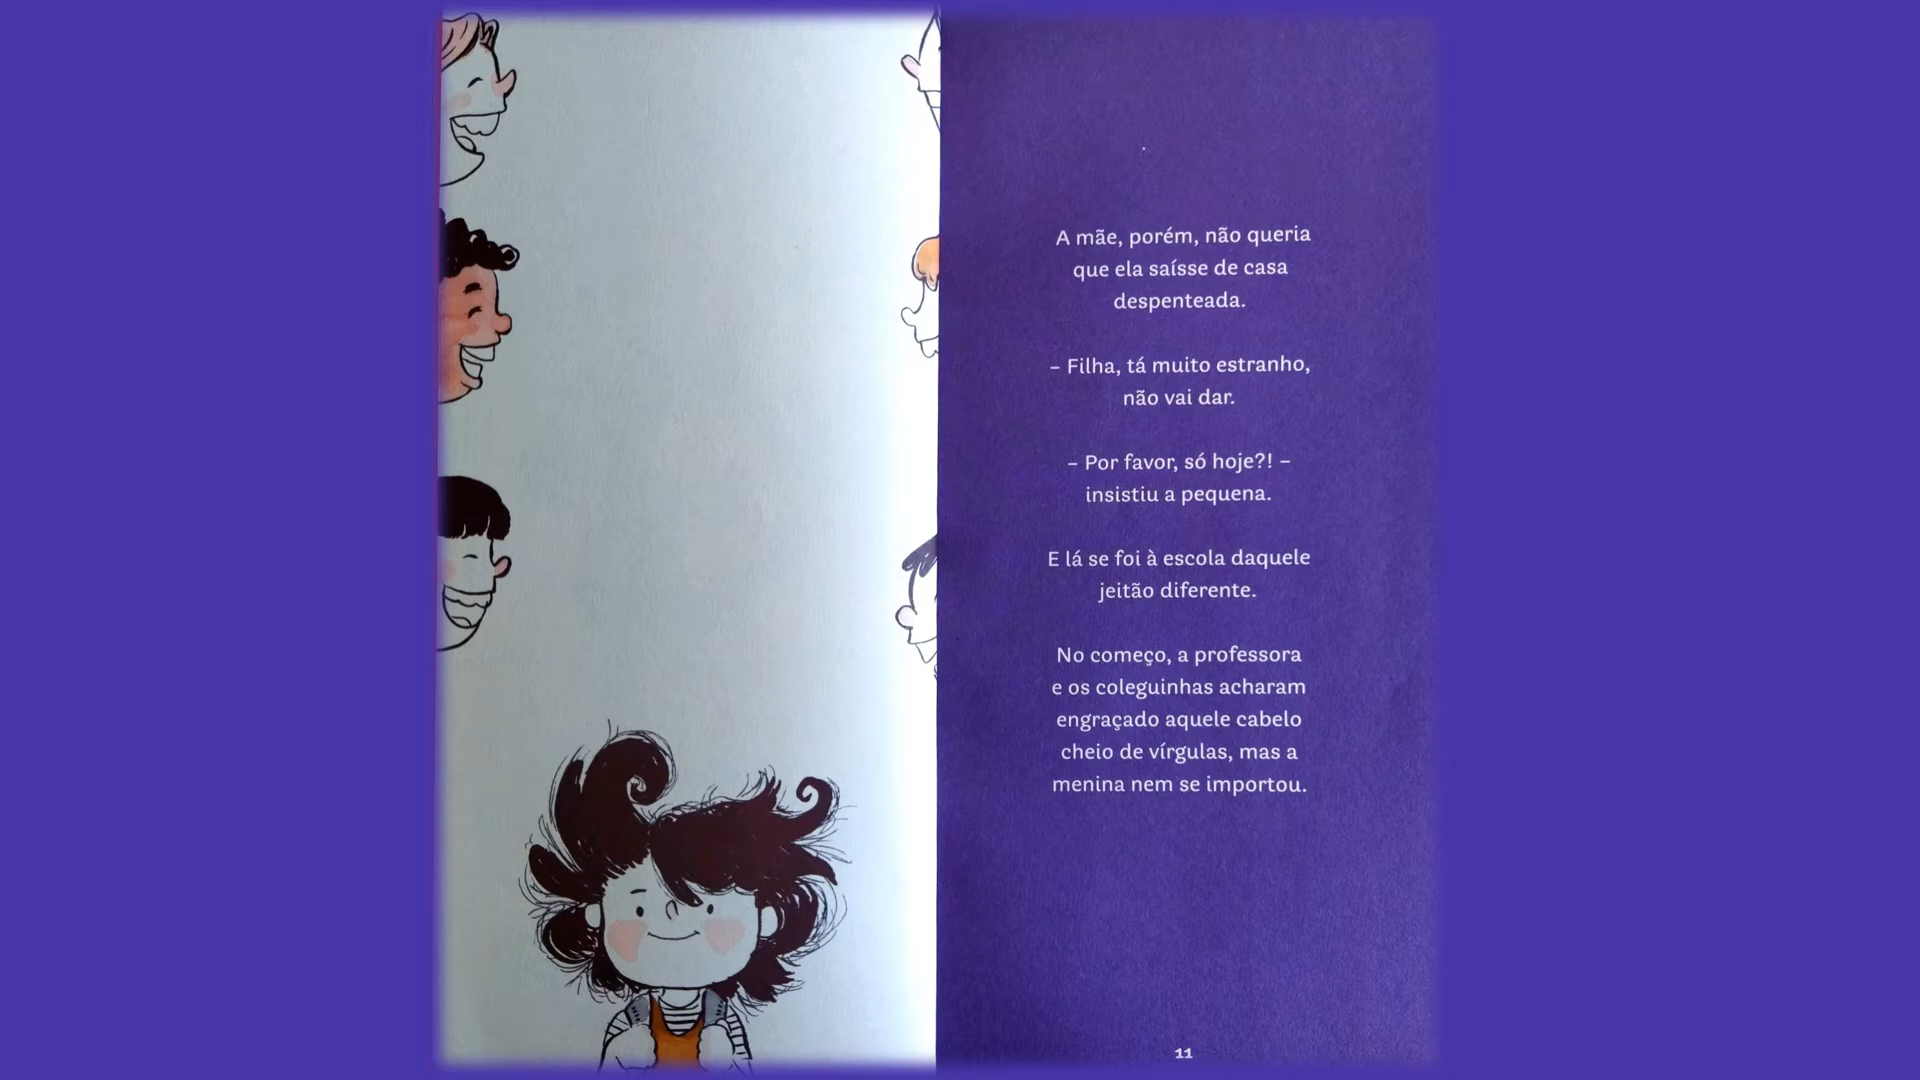 A mãe, porém, não queria
que ela saísse de casa
despenteada.
– Filha, tá muito estranho,
não vai dar.
– Por favor, só hoje?! –
insistiu a pequena.
E lá se foi à escola daquele
jeitão diferente.
No começo, a professora
e os coleguinhas acharam
engraçado aquele cabelo
cheio de vírgulas, mas a
menina nem se importou.
11